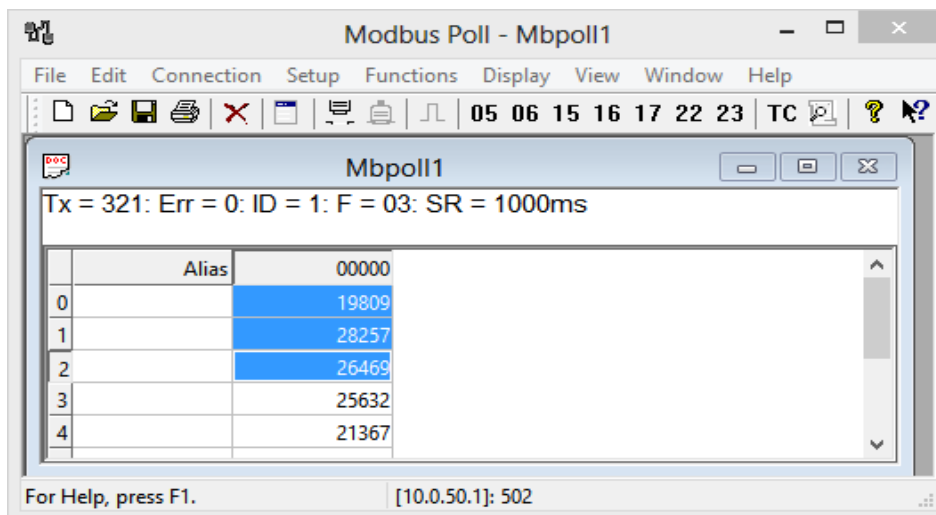 Modbus Poll - Mbpoll1
File Edit Connection Setup Functions Display View Window Help
05 06 15 16 17 22 23 TC
DOC Mbpoll1
Tx = 321: Err = 0: ID = 1: F = 03: SR = 1000ms
Alias 00000
0 19809
1 28257
2 26469
3 25632
4 21367
For Help, press F1. [10.0.50.1]: 502